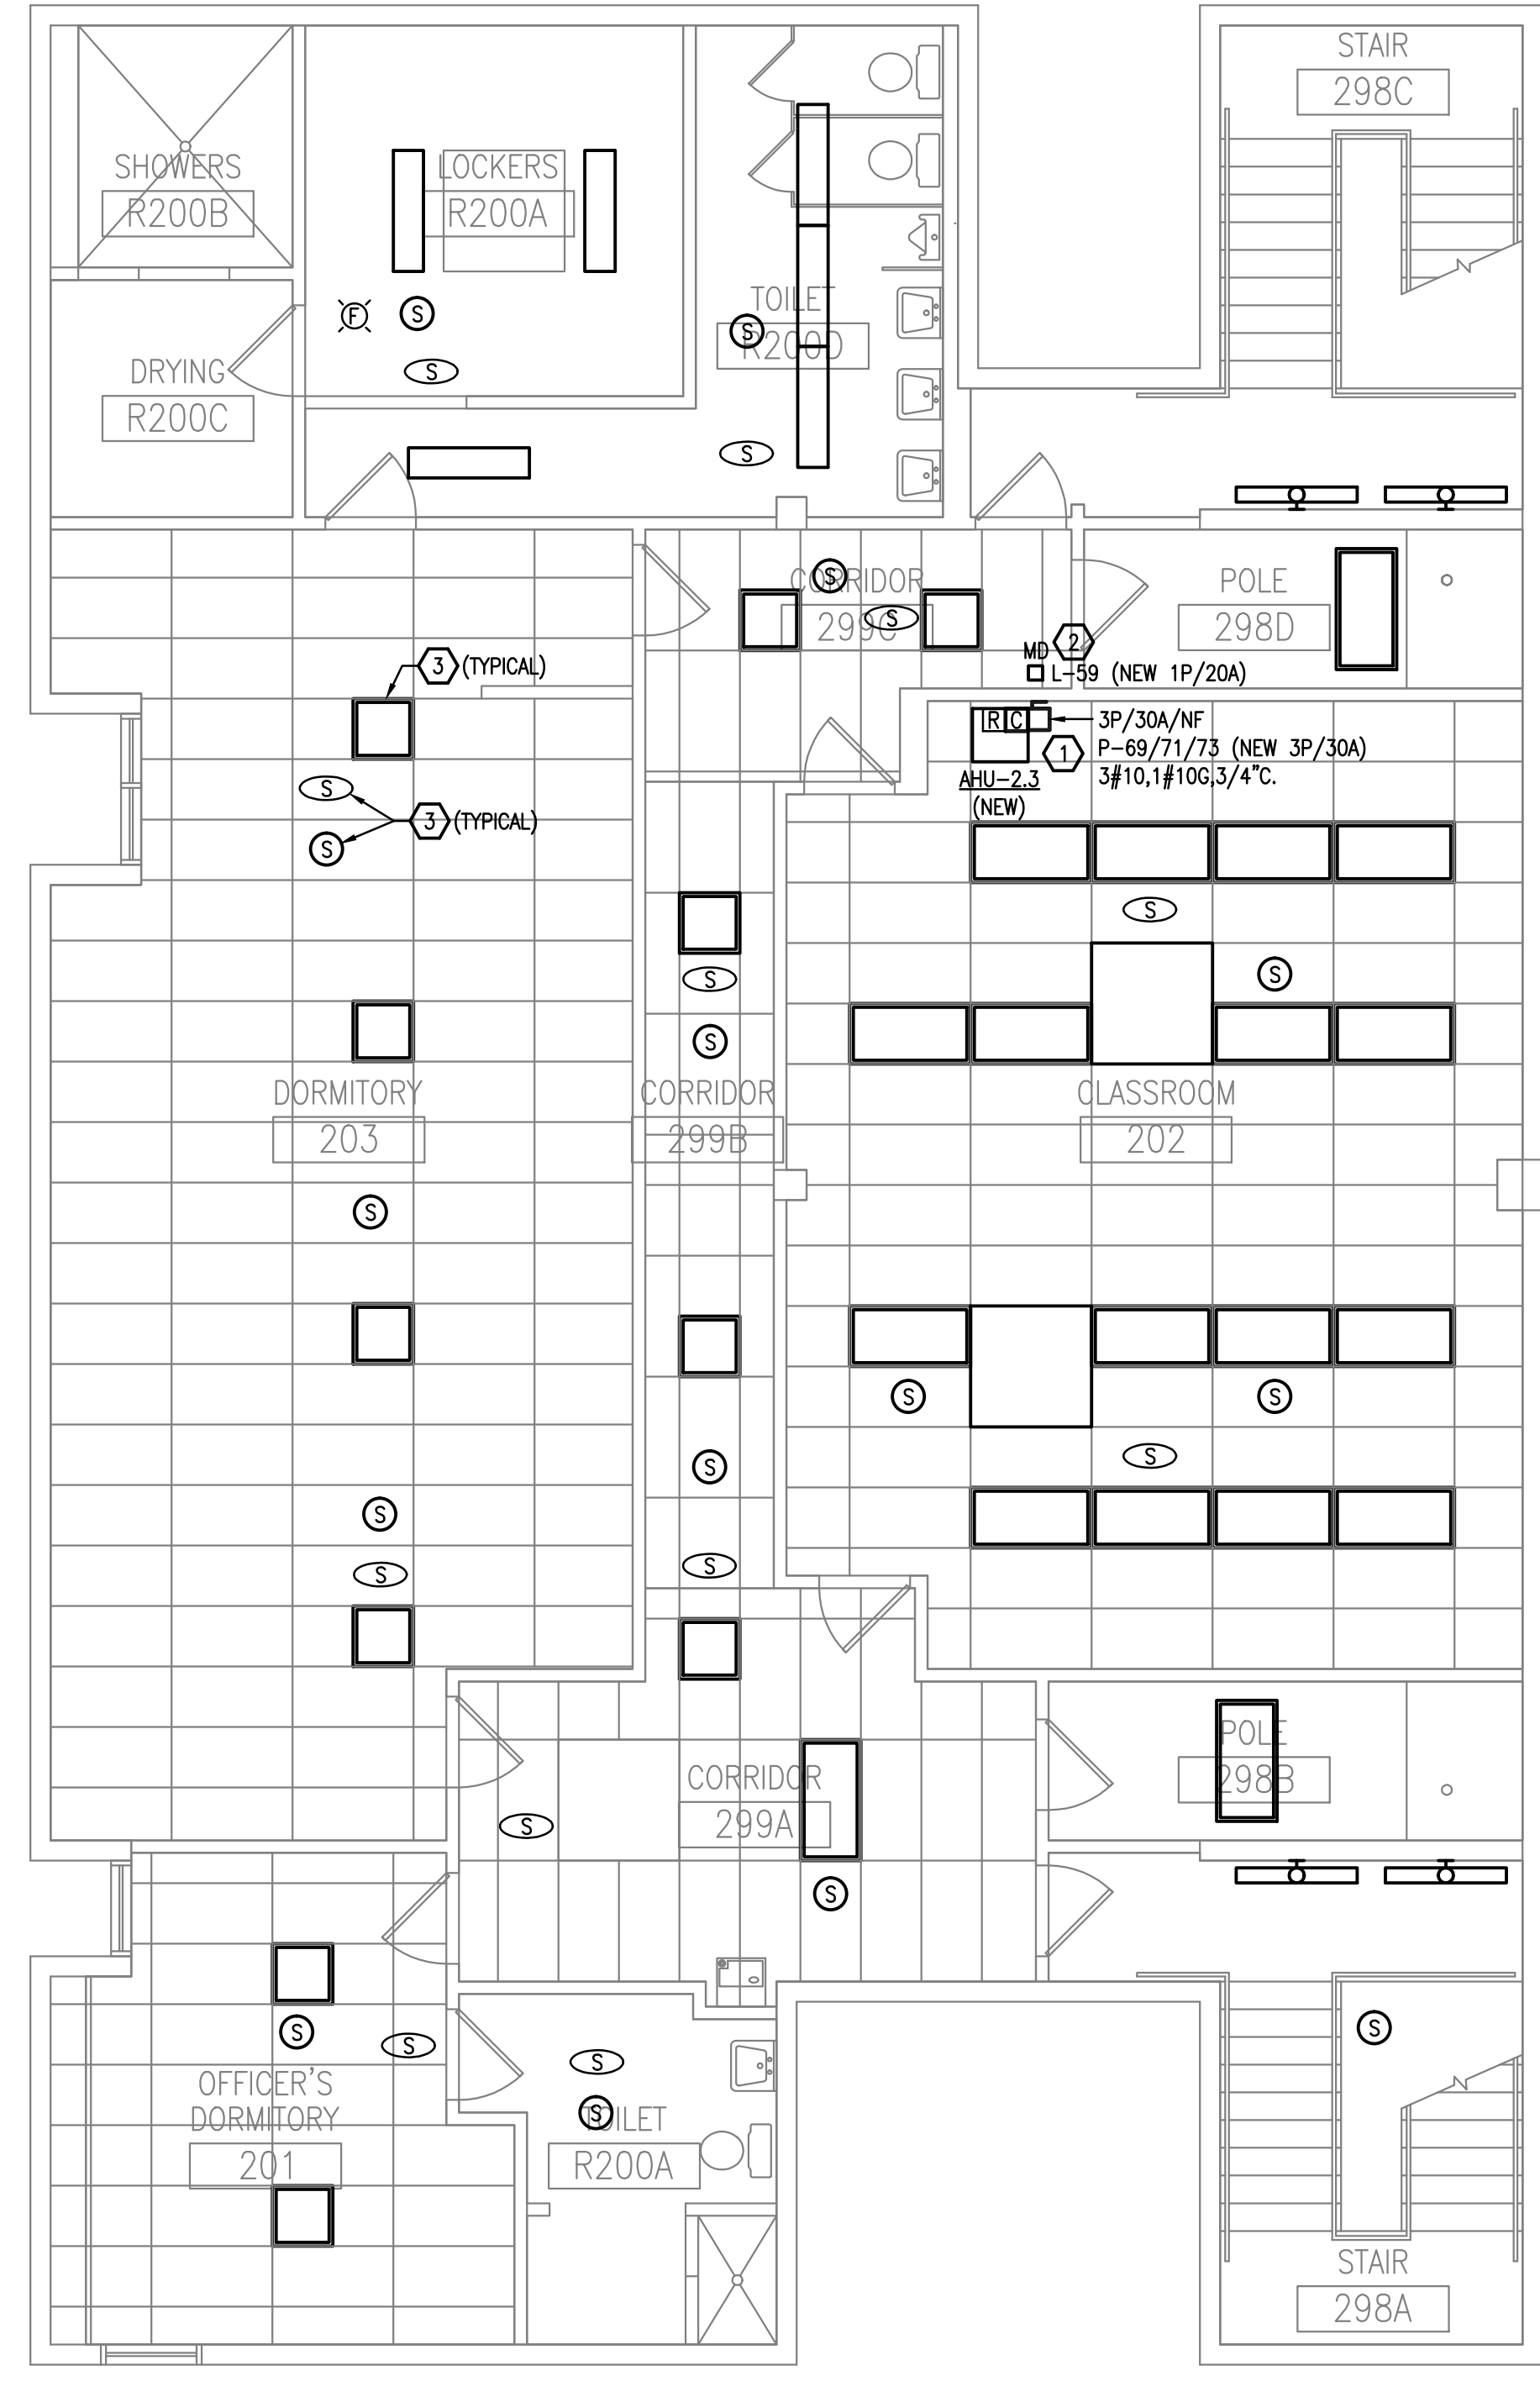 STAIR
298C
SHOWERS
R200B
LOCKERS
R200A
F
S
S
TOILET
R200D
S
S
DRYING
R200C
CORRIDOR
299C
S
S
POLE
298D
MD
2
L-59 (NEW 1P/20A)
3 (TYPICAL)
R C
3P/30A/NF
1
P-69/71/73 (NEW 3P/30A)
3#10,1#10G,3/4"C.
AHU-2.3
(NEW)
S
3 (TYPICAL)
S
S
S
S
S
DORMITORY
203
CORRIDOR
299B
CLASSROOM
202
S
S
S
S
S
S
S
S
POLE
298B
CORRIDOR
299A
S
S
S
S
S
S
OFFICER'S
DORMITORY
201
S
TOILET
R200A
STAIR
298A